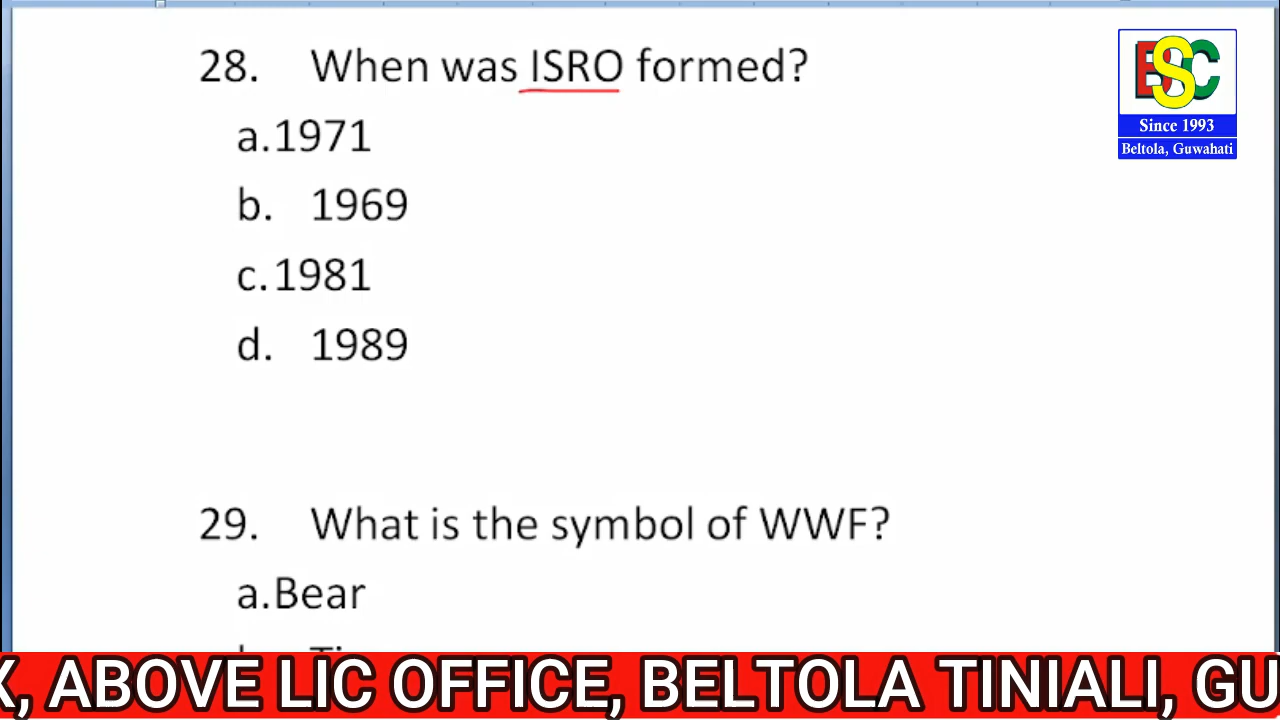 28. When was ISRO formed?
a.1971
b. 1969
c.1981
d. 1989
BSC
Since 1993
Beltola, Guwahati
29. What is the symbol of WWF?
a.Bear
X, ABOVE LIC OFFICE, BELTOLA TINIALI, GU